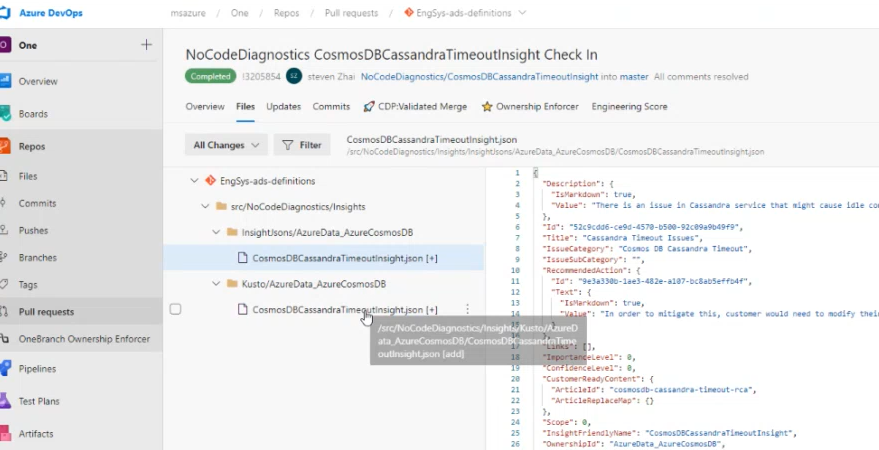 Azure DevOps
msazure / One / Repos / Pull requests / EngSys-ads-definitions
One
Overview
Boards
Repos
Files
Commits
Pushes
Branches
Tags
Pull requests
OneBranch Ownership Enforcer
Pipelines
Test Plans
Artifacts
NoCodeDiagnostics CosmosDBCassandraTimeoutInsight Check In
Completed !3205854 SZ steven Zhai NoCodeDiagnostics/CosmosDBCassandraTimeoutInsight into master All comments resolved
Overview Files Updates Commits CDP:Validated Merge Ownership Enforcer Engineering Score
All Changes Filter
CosmosDBCassandraTimeoutInsight.json
/src/NoCodeDiagnostics/Insights/InsightJsons/AzureData_AzureCosmosDB/CosmosDBCassandraTimeoutInsight.json
EngSys-ads-definitions
src/NoCodeDiagnostics/Insights
InsightJsons/AzureData_AzureCosmosDB
CosmosDBCassandraTimeoutInsight.json [+]
Kusto/AzureData_AzureCosmosDB
CosmosDBCassandraTimeoutInsight.json [+]
/src/NoCodeDiagnostics/Insights/Kusto/AzureD
ata_AzureCosmosDB/CosmosDBCassandraTime
outInsight.json [add]
1 {
2 "Description": {
3 "IsMarkdown": true,
4 "Value": "There is an issue in Cassandra service that might cause idle co
5 },
6 "Id": "52c9cdd6-ce9d-4570-b500-92c09a9b49f9",
7 "Title": "Cassandra Timeout Issues",
8 "IssueCategory": "Cosmos DB Cassandra Timeout",
9 "IssueSubCategory": "",
10 "RecommendedAction": {
11 "Id": "9e3a330b-1ae3-482e-a107-bc8ab5effb4f",
12 "Text": {
13 "IsMarkdown": true,
14 "Value": "In order to mitigate this, customer would need to modify their
15 }
16 },
17 "Links": [],
18 "ImportanceLevel": 0,
19 "ConfidenceLevel": 0,
20 "CustomerReadyContent": {
21 "ArticleId": "cosmosdb-cassandra-timeout-rca",
22 "ArticleReplaceMap": {}
23 },
24 "Scope": 0,
25 "InsightFriendlyName": "CosmosDBCassandraTimeoutInsight",
26 "OwnershipId": "AzureData_AzureCosmosDB",